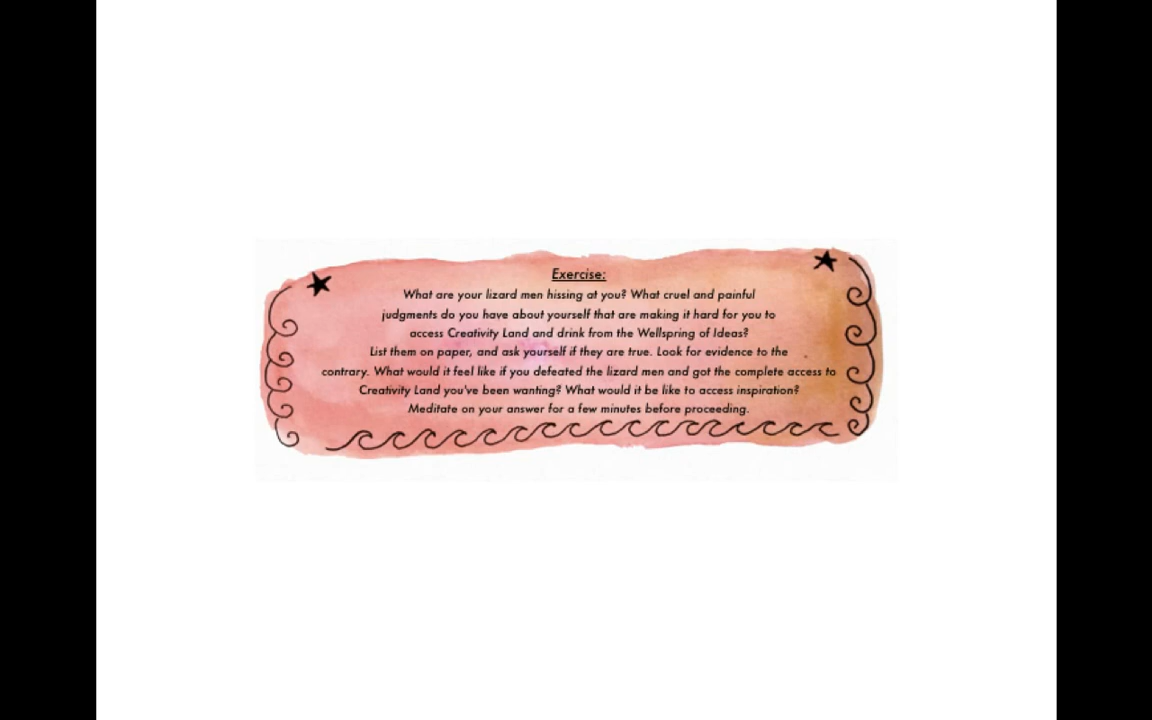 Exercise:
What are your lizard men hissing at you? What cruel and painful
judgments do you have about yourself that are making it hard for you to
access Creativity Land and drink from the Wellspring of Ideas?
List them on paper, and ask yourself if they are true. Look for evidence to the
contrary. What would it feel like if you defeated the lizard men and got the complete access to
Creativity Land you've been wanting? What would it be like to access inspiration?
Meditate on your answer for a few minutes before proceeding.